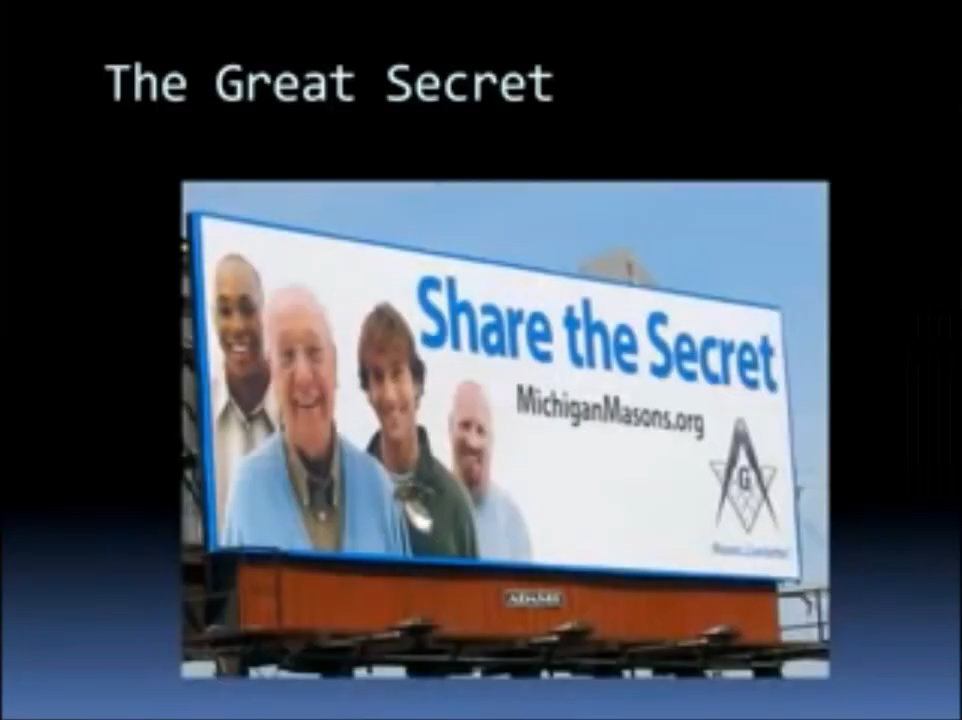 The Great Secret
Share the Secret
MichiganMasons.org
G